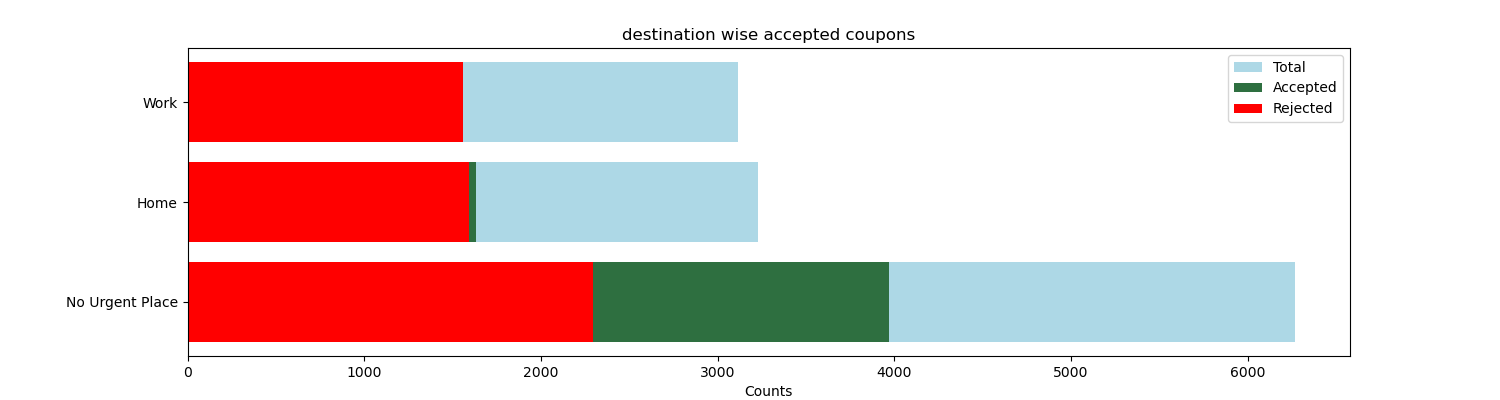 destination wise accepted coupons
Total
Accepted
Rejected
Work
Home
No Urgent Place
0 1000 2000 3000 4000 5000 6000
Counts